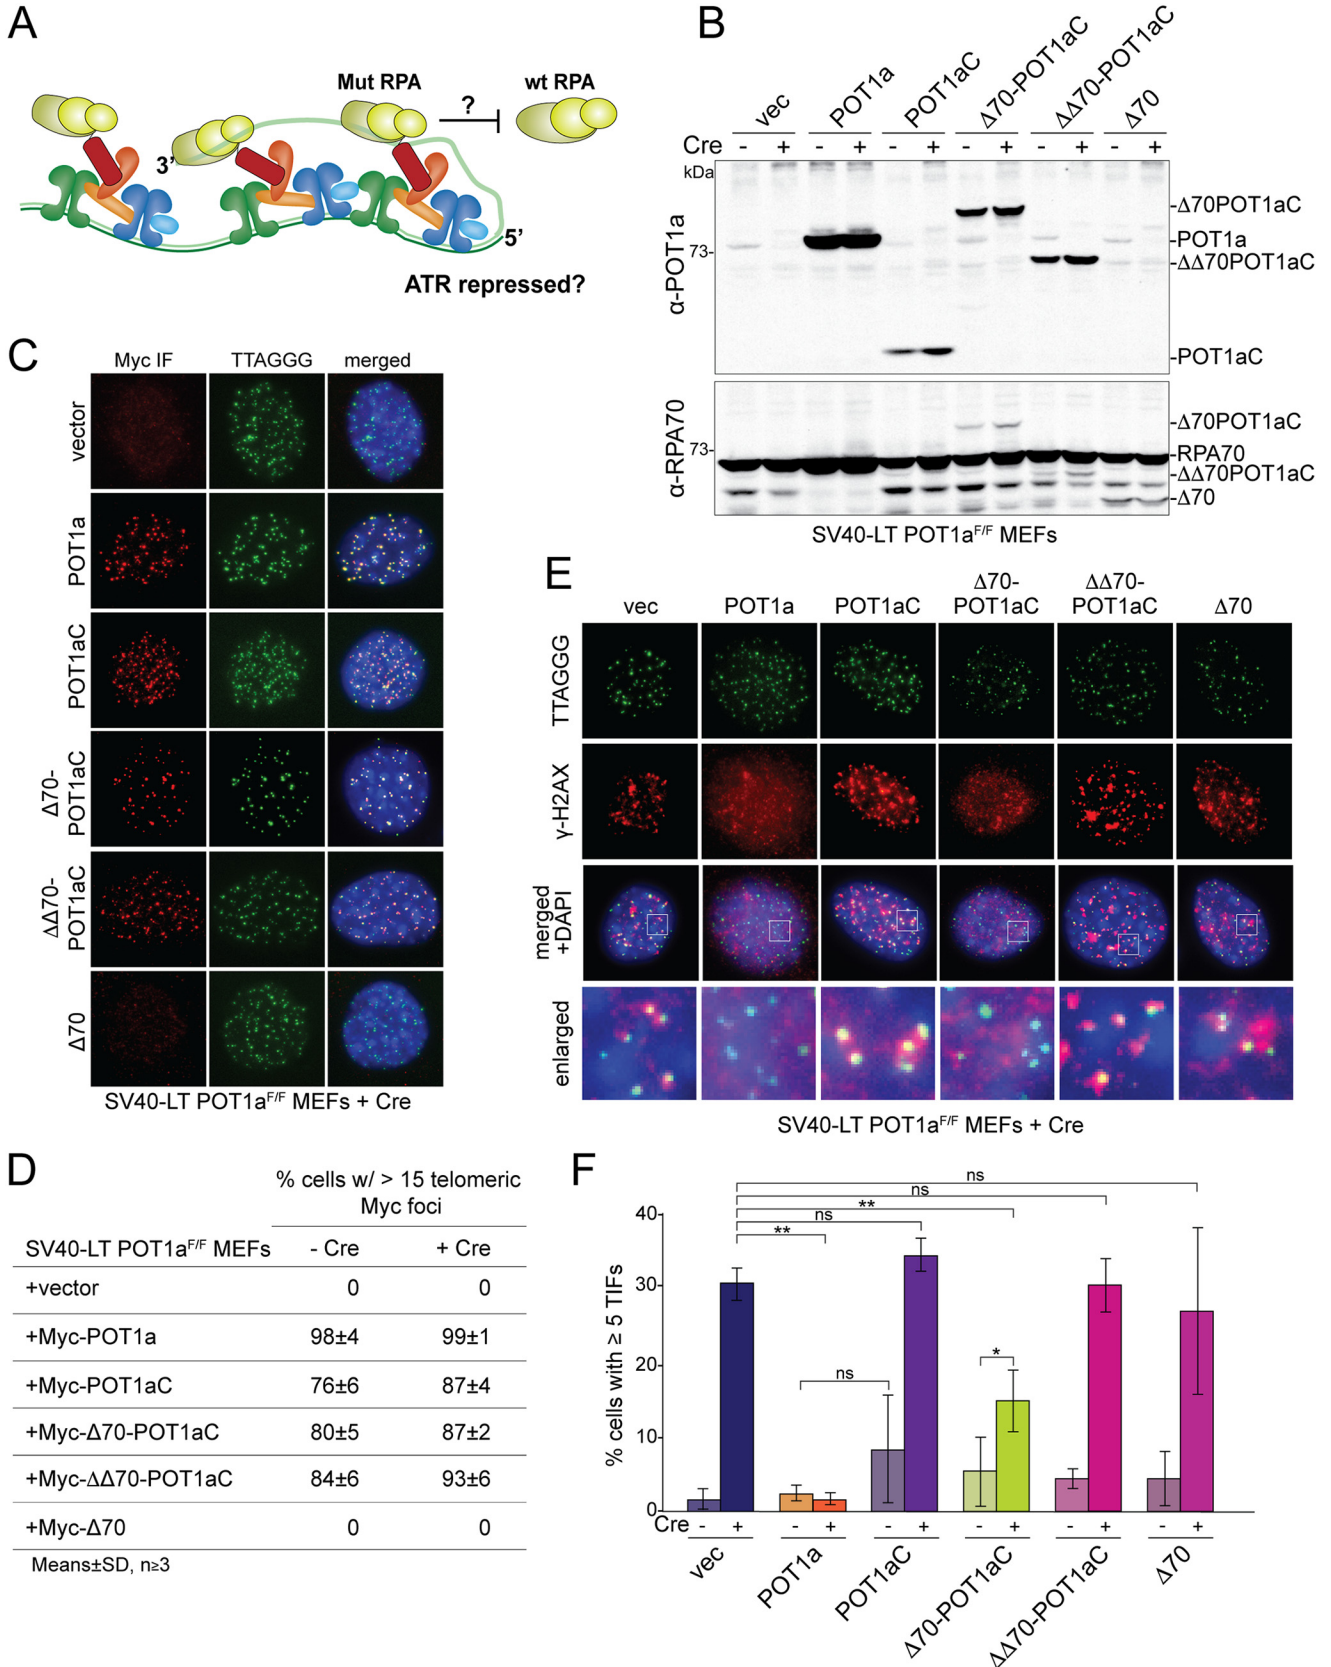 A
Mut RPA
wt RPA
?
3’
5’
ATR repressed?
B
vec
POT1a
POT1aC
Δ70-POT1aC
ΔΔ70-POT1aC
Δ70
Cre
- + - + - + - + - + - +
kDa
α-POT1a
73-
-Δ70POT1aC
-POT1a
-ΔΔ70POT1aC
-POT1aC
α-RPA70
73-
-Δ70POT1aC
-RPA70
-ΔΔ70POT1aC
-Δ70
SV40-LT POT1aF/F MEFs
C
Myc IF TTAGGG merged
vector
POT1a
POT1aC
Δ70-
POT1aC
ΔΔ70-
POT1aC
Δ70
SV40-LT POT1aF/F MEFs + Cre
D
% cells w/ > 15 telomeric
Myc foci
SV40-LT POT1aF/F MEFs - Cre + Cre
+vector 0 0
+Myc-POT1a 98±4 99±1
+Myc-POT1aC 76±6 87±4
+Myc-Δ70-POT1aC 80±5 87±2
+Myc-ΔΔ70-POT1aC 84±6 93±6
+Myc-Δ70 0 0
Means±SD, n≥3
E
vec POT1a POT1aC Δ70-
POT1aC ΔΔ70-
POT1aC Δ70
TTAGGG
γ-H2AX
merged
+DAPI
enlarged
SV40-LT POT1aF/F MEFs + Cre
F
% cells with ≥ 5 TIFs
40
30
20
10
0
ns
ns
**
ns
**
ns
*
Cre - + - + - + - + - + - +
vec
POT1a
POT1aC
Δ70-POT1aC
ΔΔ70-POT1aC
Δ70